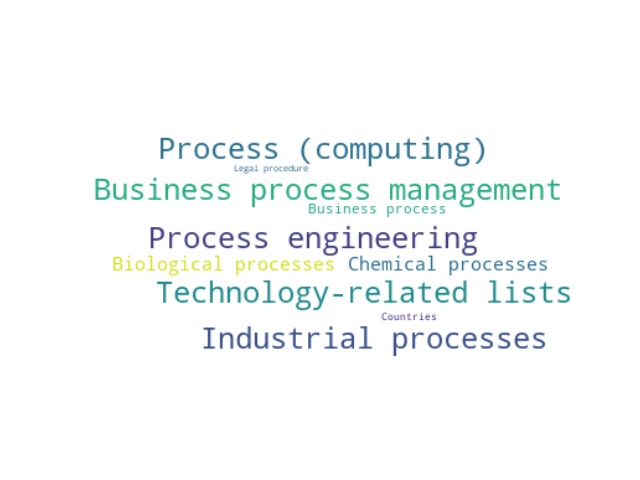 Process (computing)
Legal procedure
Business process management
Business process
Process engineering
Biological processes Chemical processes
Technology-related lists
Countries
Industrial processes